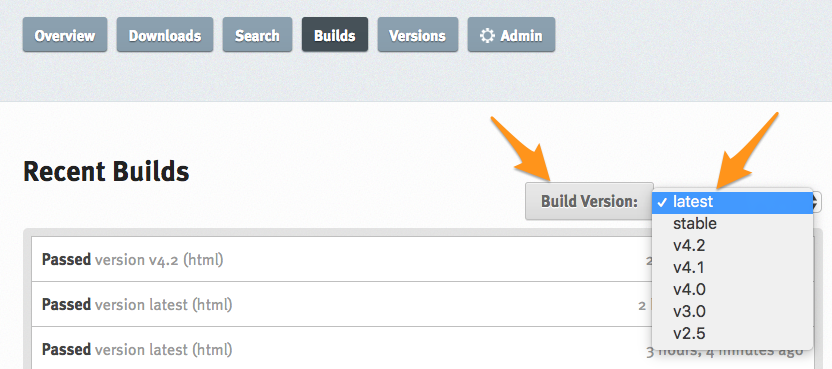 Overview Downloads Search Builds Versions Admin
Recent Builds
Build Version: latest
stable
v4.2
v4.1
v4.0
v3.0
v2.5
Passed version v4.2 (html) 2
Passed version latest (html) 2
Passed version latest (html) 3 hours, 4 minutes ago